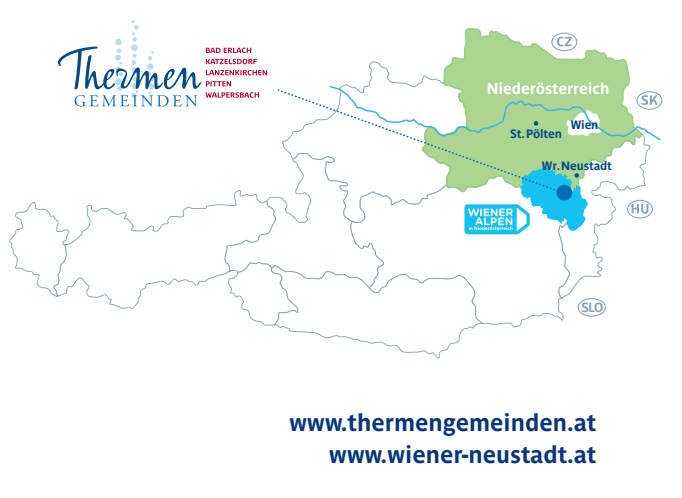 Thermen
GEMEINDEN
BAD ERLACH
KATZELSDORF
LANZENKIRCHEN
PITTEN
WALPERSBACH
CZ
Niederösterreich
SK
Wien
St. Pölten
Wr. Neustadt
WIENER
ALPEN
in Niederösterreich
HU
SLO
www.thermengemeinden.at
www.wiener-neustadt.at